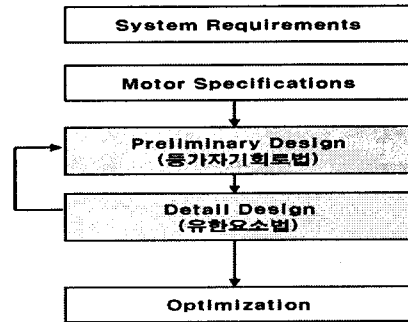 System Requirements
Motor Specifications
Preliminary Design
(등가자기회로법)
Detail Design
(유한요소법)
Optimization